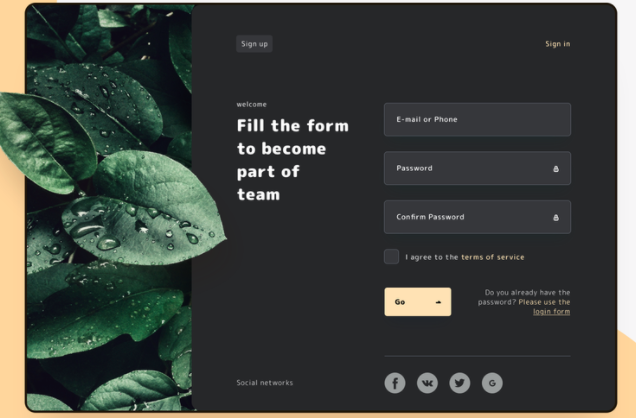 Sign up
Sign in
welcome
Fill the form
to become
part of
team
E-mail or Phone
Password
Confirm Password
I agree to the terms of service
Go
Do you already have the
password? Please use the
login form
Social networks